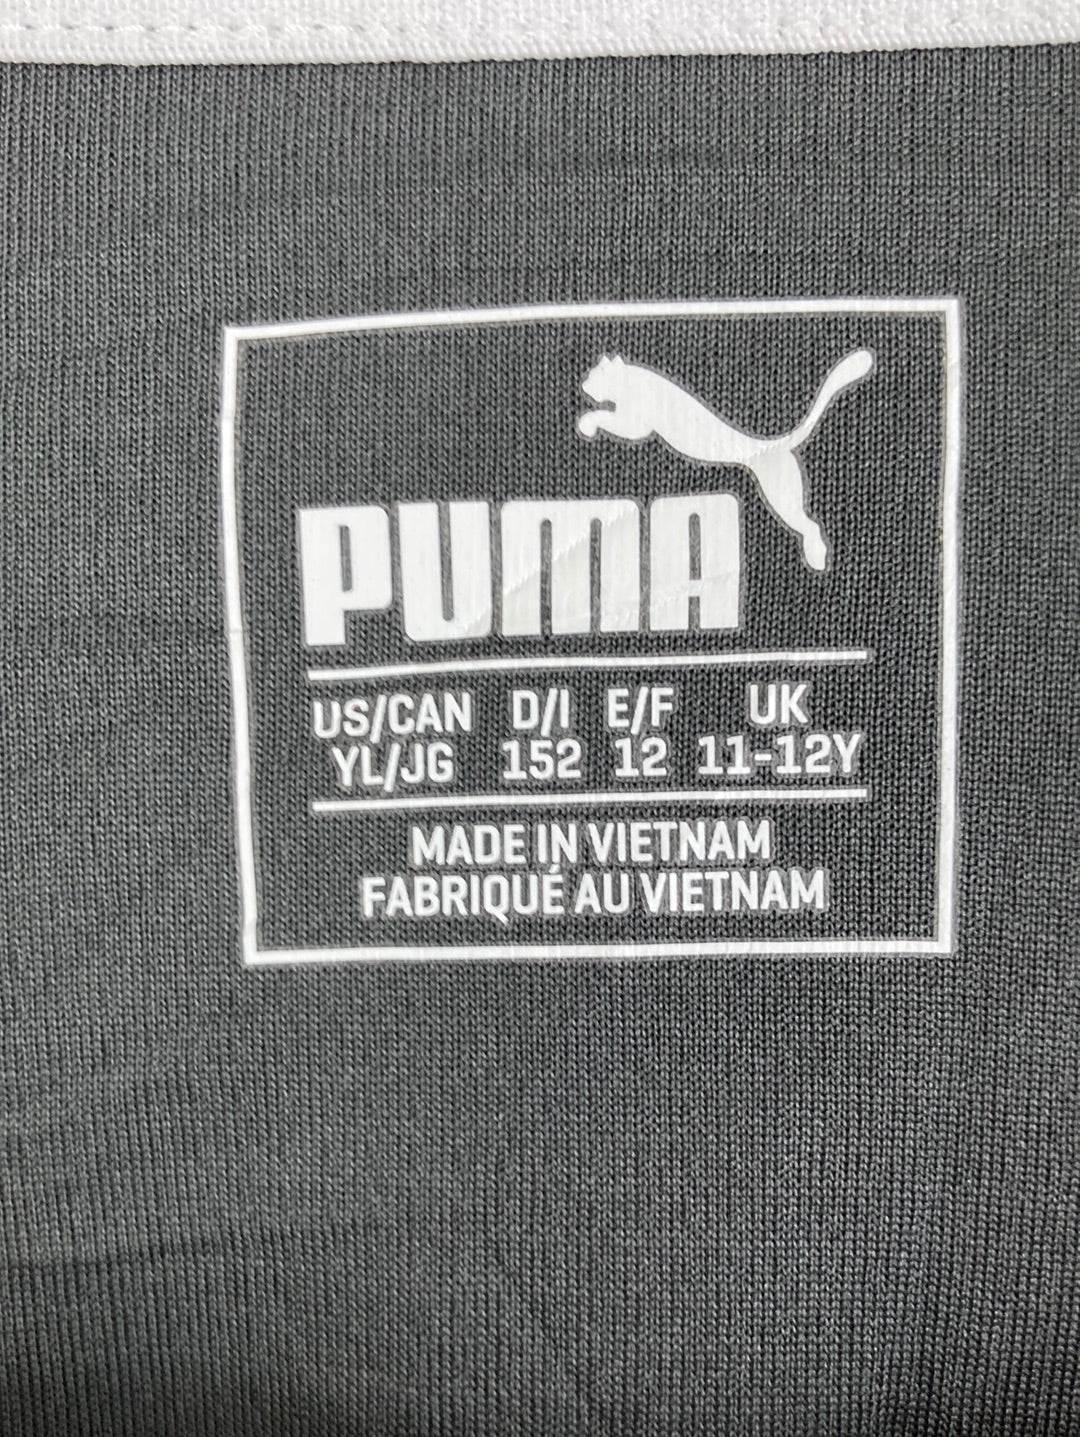 PUMA
US/CAN D/I E/F UK
YL/JG 152 12 11-12Y
MADE IN VIETNAM
FABRIQUÉ AU VIETNAM